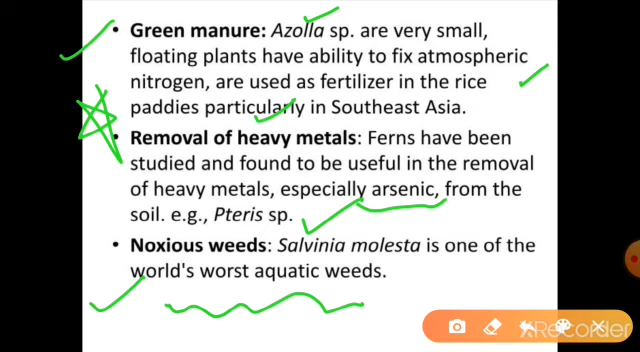 • Green manure: Azolla sp. are very small,
floating plants have ability to fix atmospheric
nitrogen, are used as fertilizer in the rice
paddies particularly in Southeast Asia.
• Removal of heavy metals: Ferns have been
studied and found to be useful in the removal
of heavy metals, especially arsenic, from the
soil. e.g., Pteris sp.
• Noxious weeds: Salvinia molesta is one of the
world's worst aquatic weeds.
XRecorder